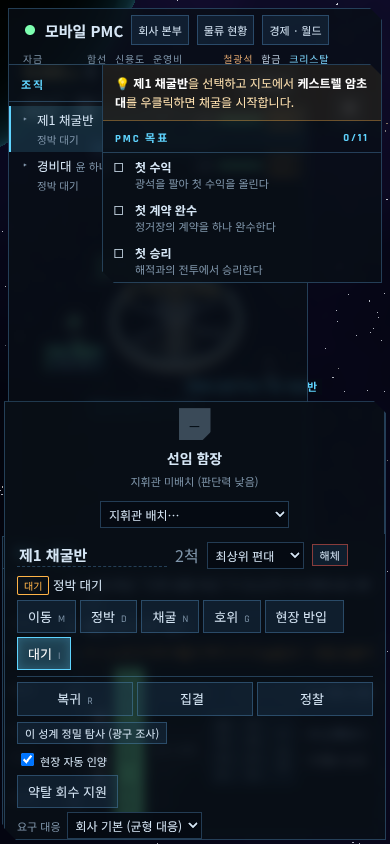 모바일 PMC 회사 본부 물류 현황 경제 · 월드
자금 함선 신용도 운영비 철광석 합금 크리스탈
조직
💡 제1 채굴반을 선택하고 지도에서 케스트렐 암초
대를 우클릭하면 채굴을 시작합니다.
PMC 목표 0/11
제1 채굴반
정박 대기
경비대
정박 대기
첫 수익
광석을 팔아 첫 수익을 올린다
첫 계약 완수
정거장의 계약을 하나 완수한다
첫 승리
해적과의 전투에서 승리한다
반
선임 함장
지휘관 미배치 (판단력 낮음)
지휘관 배치…
제1 채굴반 2척 최상위 편대 해체
대기 정박 대기
이동 M 정박 D 채굴 N 호위 G 현장 반입
대기 I
복귀 R 집결 정찰
이 성계 정밀 탐사 (광구 조사)
현장 자동 인양
약탈 회수 지원
요구 대응 회사 기본 (균형 대응)